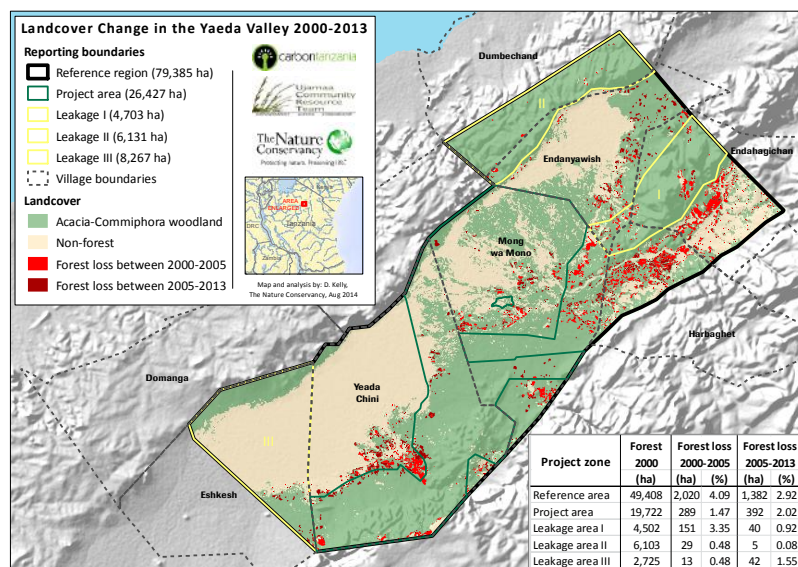 Landcover Change in the Yaeda Valley 2000-2013
Reporting boundaries
Reference region (79,385 ha)
Project area (26,427 ha)
Leakage I (4,703 ha)
Leakage II (6,131 ha)
Leakage III (8,267 ha)
Village boundaries
Landcover
Acacia-Commiphora woodland
Non-forest
Forest loss between 2000-2005
Forest loss between 2005-2013
carbontanzania
Ujamaa
Community
Resource
Team
The Nature
Conservancy
Protecting nature. Preserving life.
Kenya
AREA
ENLARGED
Tanzania
DRC
Zambia
Map and analysis by: D. Kelly,
The Nature Conservancy, Aug 2014
Dumbechand
II
Endanyawish
Endahagichan
I
Mong
wa Mono
Harbaghet
Domanga
Yeada
Chini
III
Eshkesh
Project zone Forest 2000 (ha) Forest loss 2000-2005 (ha) (%) Forest loss 2005-2013 (ha) (%)
Reference area 49,408 2,020 4.09 1,382 2.92
Project area 19,722 289 1.47 392 2.02
Leakage area I 4,502 151 3.35 40 0.92
Leakage area II 6,103 29 0.48 5 0.08
Leakage area III 2,725 13 0.48 42 1.55